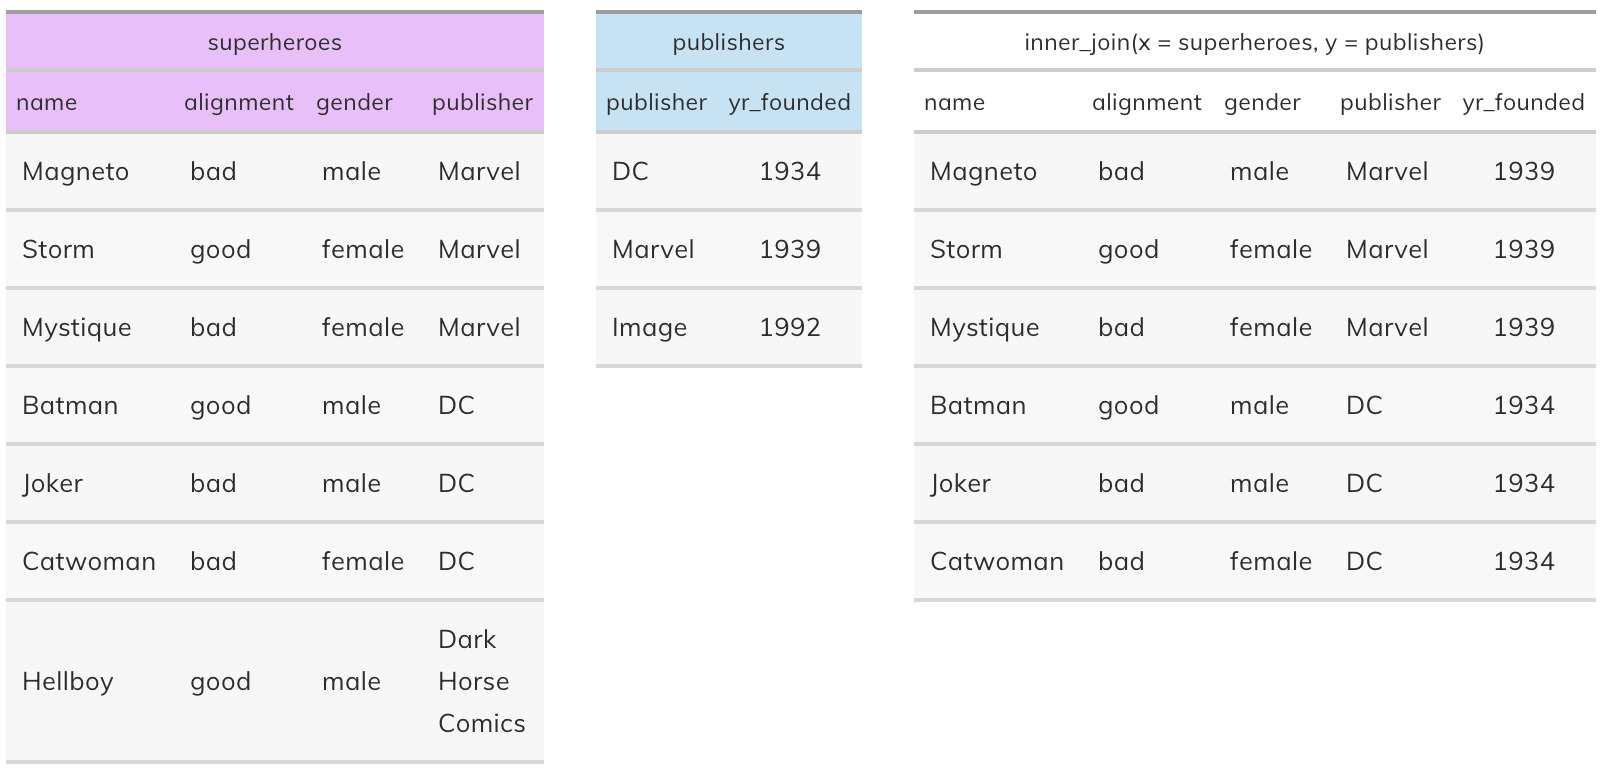 superheroes
name alignment gender publisher
Magneto bad male Marvel
Storm good female Marvel
Mystique bad female Marvel
Batman good male DC
Joker bad male DC
Catwoman bad female DC
Hellboy good male Dark
Horse
Comics
publishers
publisher yr_founded
DC 1934
Marvel 1939
Image 1992
inner_join(x = superheroes, y = publishers)
name alignment gender publisher yr_founded
Magneto bad male Marvel 1939
Storm good female Marvel 1939
Mystique bad female Marvel 1939
Batman good male DC 1934
Joker bad male DC 1934
Catwoman bad female DC 1934